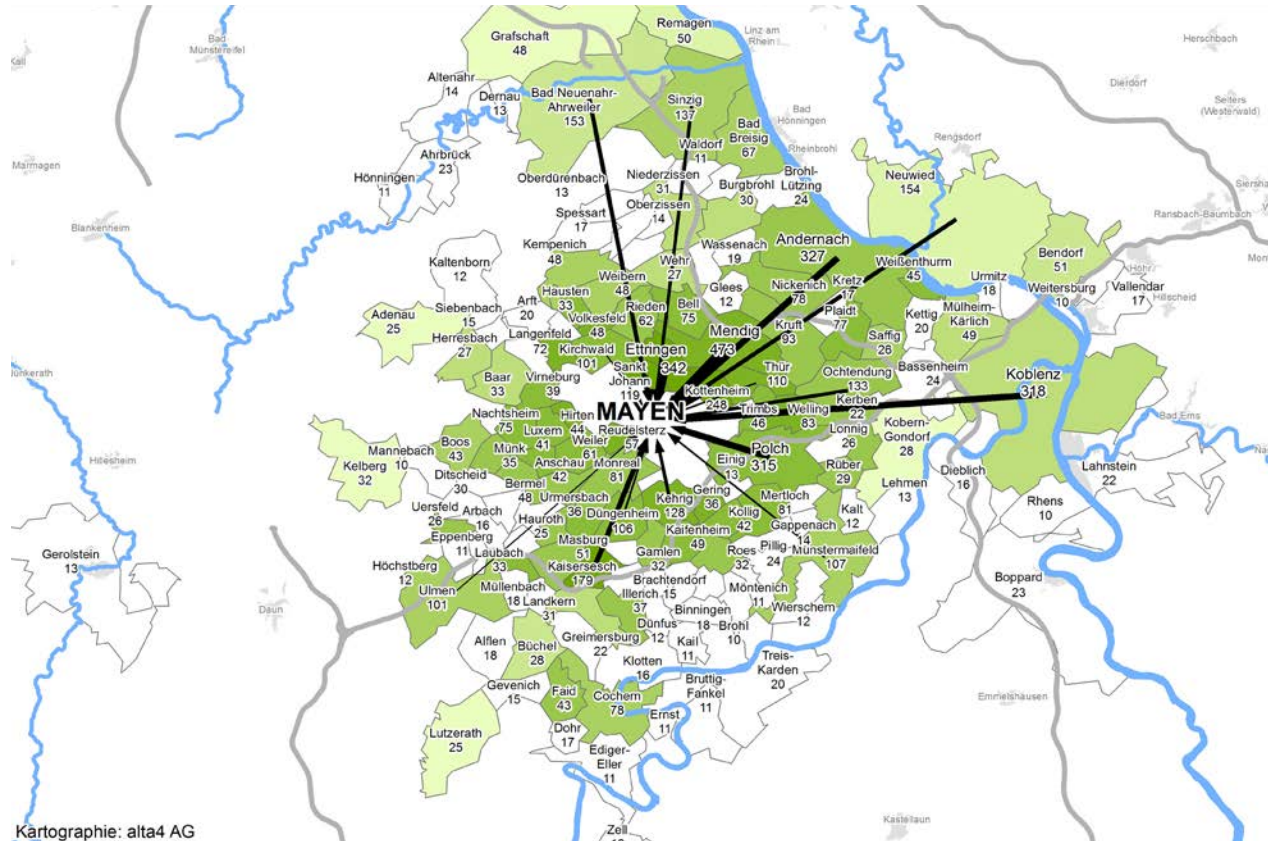 Remagen
50
Linz am
Rhein
Grafschaft
48
Bad
Münstereifel
Herschbach
Dierdorf
Altenahr
14
Dernau
13
Bad Neuenahr-
Ahrweiler
153
Sinzig
137
Bad
Hönningen
Selters
(Westerwald)
Marmagen
Ahrbrück
23
Hönningen
11
Waldorf
11
Bad
Breisig
67
Rheinbrohl
Rengsdorf
Oberdürenbach
13
Niederzissen
31
Burgbrohl
30
Brohl-
Lützing
24
Neuwied
154
Ransbach-Baumbach
Blankenheim
Spessart
17
Oberzissen
14
Kempenich
48
Wassenach
19
Andernach
327
Weißenthurm
45
Bendorf
51
Kaltenborn
12
Wehr
27
Weibern
48
Glees
12
Nickenich
78
Kretz
17
Urmitz
18
Weitersburg
10
Höhr
Vallendar
17
Hillscheid
Adenau
25
Siebenbach
15
Arft
20
Hausten
33
Rieden
62
Bell
75
Plaidt
77
Kettig
20
Mülheim-
Kärlich
49
Herresbach
27
Langenfeld
72
Volkesfeld
48
Mendig
473
Kruft
93
Saffig
26
Kirchwald
101
Ettringen
342
Bassenheim
24
Koblenz
318
Baar
33
Virneburg
39
Sankt
Johann
119
Thür
110
Ochtendung
133
Kottenheim
248
Kerben
22
MAYEN
Nachtsheim
75
Hirten
44
Reudelsterz
57
Trimbs
46
Welling
83
Lonnig
26
Bad Ems
Luxem
41
Weiler
61
Kobern-
Gondorf
28
Hillesheim
Mannebach
10
Boos
43
Münk
35
Anschau
42
Monreal
81
Einig
13
Polch
315
Rüber
29
Dieblich
16
Lahnstein
22
Kelberg
32
Ditscheid
30
Bermel
48
Lehmen
13
Rhens
10
Uersfeld
26
Arbach
16
Urmersbach
36
Düngenheim
106
Kehrig
128
Gering
36
Kollig
42
Mertloch
81
Kalt
12
Gerolstein
13
Eppenberg
11
Hauroth
25
Kaifenheim
49
Gappenach
14
Höchstberg
12
Laubach
33
Masburg
51
Gamlen
32
Roes
32
Pillig
24
Münstermaifeld
107
Ulmen
101
Müllenbach
18
Kaisersesch
179
Brachtendorf
15
Möntenich
11
Boppard
23
Daun
Landkern
31
Illerich
37
Binningen
18
Wierschem
12
Alflen
18
Büchel
28
Greimersburg
22
Dünfus
12
Kail
11
Brohl
10
Klotten
16
Treis-
Karden
20
Emmelshausen
Gevenich
15
Faid
43
Cochem
78
Bruttig-
Fankel
11
Ernst
11
Lutzerath
25
Dohr
17
Ediger-
Eller
11
Kastellaun
Zell
Kartographie: alta4 AG